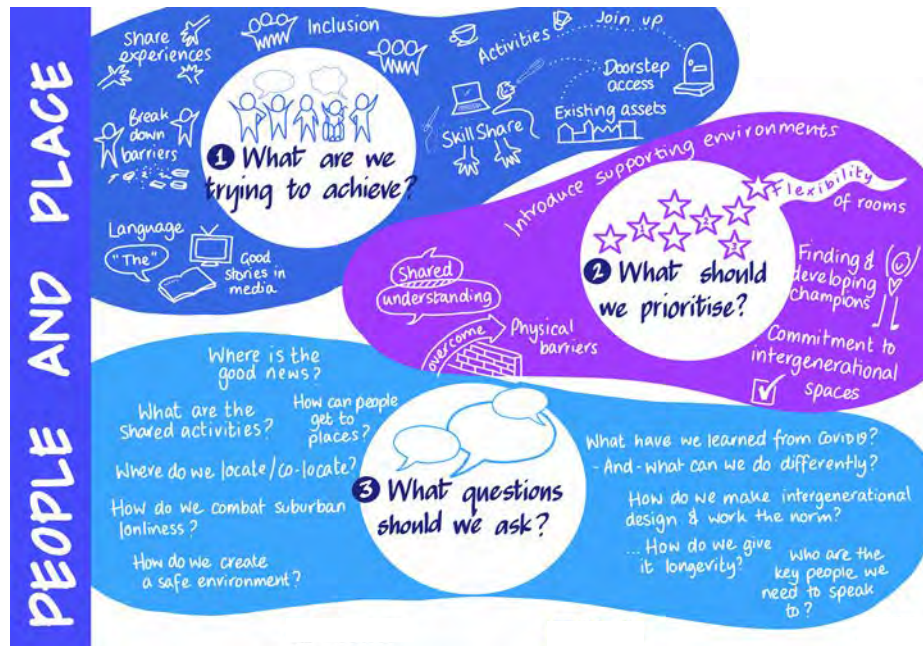 PEOPLE AND PLACE
Share
experiences
Inclusion
Break
down
barriers
1 What are we
trying to achieve?
Language
"The"
Good
stories in
media
Activities
Join up
Doorstep
access
Existing assets
Skill Share
Introduce supporting environments
Flexibility
of rooms
1
2
3
2 What should
we prioritise?
shared
understanding
overcome
Physical
barriers
Finding &
developing
champions
Commitment to
intergenerational
spaces
Where is the
good news?
What are the
shared activities?
How can people
get to
places?
Where do we locate/co-locate?
How do we combat suburban
lonliness?
How do we create
a safe environment?
3 What questions
should we ask?
What have we learned from Covid19?
-And-what can we do differently?
How do we make intergenerational
design & work the norm?
...How do we give
it longevity?
Who are the
key people we
need to speak
to?